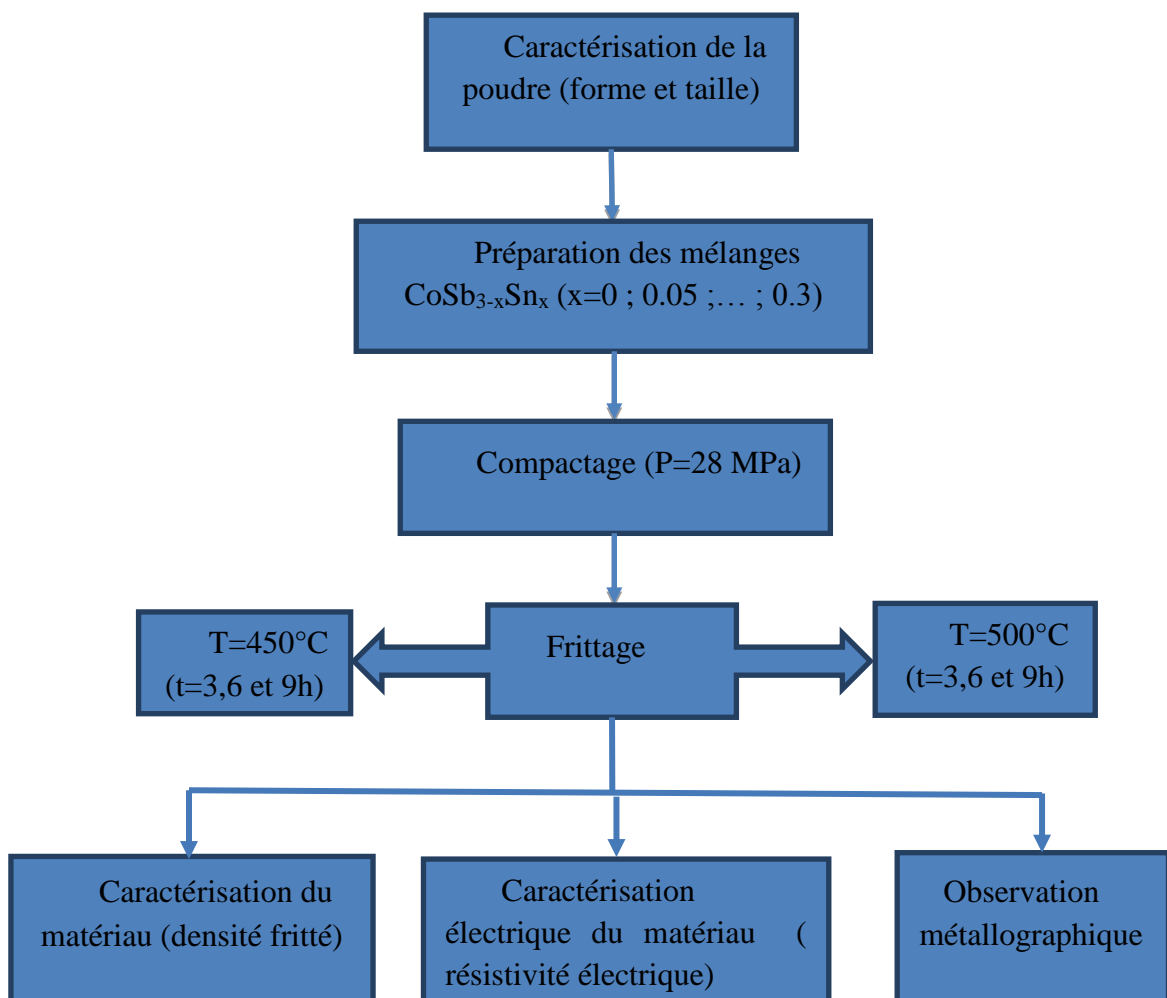 Caractérisation de la
poudre (forme et taille)
Préparation des mélanges
CoSb₃₋ₓSnₓ (x=0 ; 0.05 ;… ; 0.3)
Compactage (P=28 MPa)
T=450°C
(t=3,6 et 9h)
Frittage
T=500°C
(t=3,6 et 9h)
Caractérisation du
matériau (densité fritté)
Caractérisation
électrique du matériau (
résistivité électrique)
Observation
métallographique